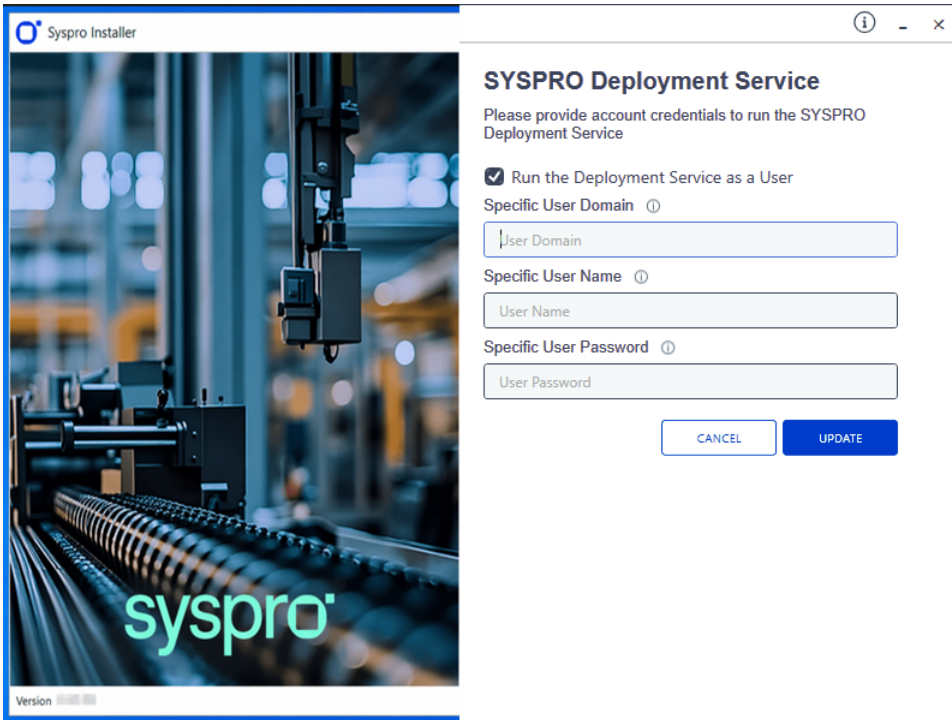 Syspro Installer
SYSPRO Deployment Service
Please provide account credentials to run the SYSPRO
Deployment Service
Run the Deployment Service as a User
Specific User Domain
User Domain
Specific User Name
User Name
Specific User Password
User Password
CANCEL
UPDATE
syspro
Version